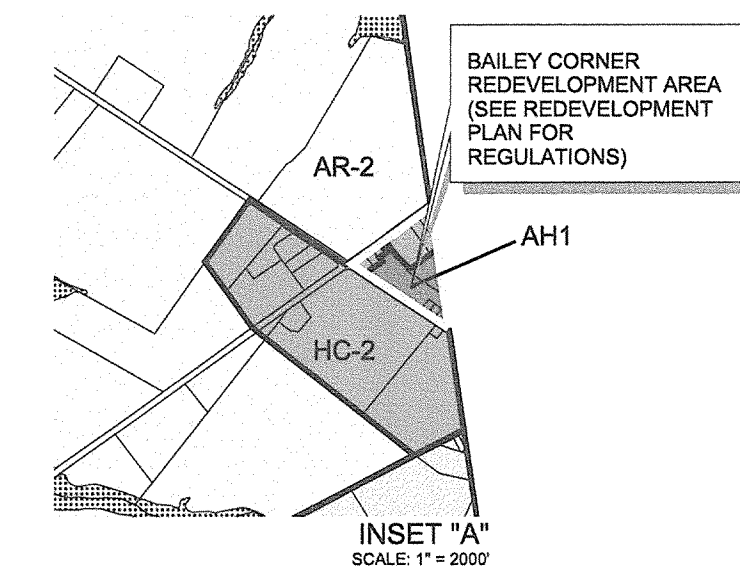 BAILEY CORNER
REDEVELOPMENT AREA
(SEE REDEVELOPMENT
PLAN FOR
REGULATIONS)
AR-2
AH1
HC-2
INSET "A"
SCALE: 1" = 2000'